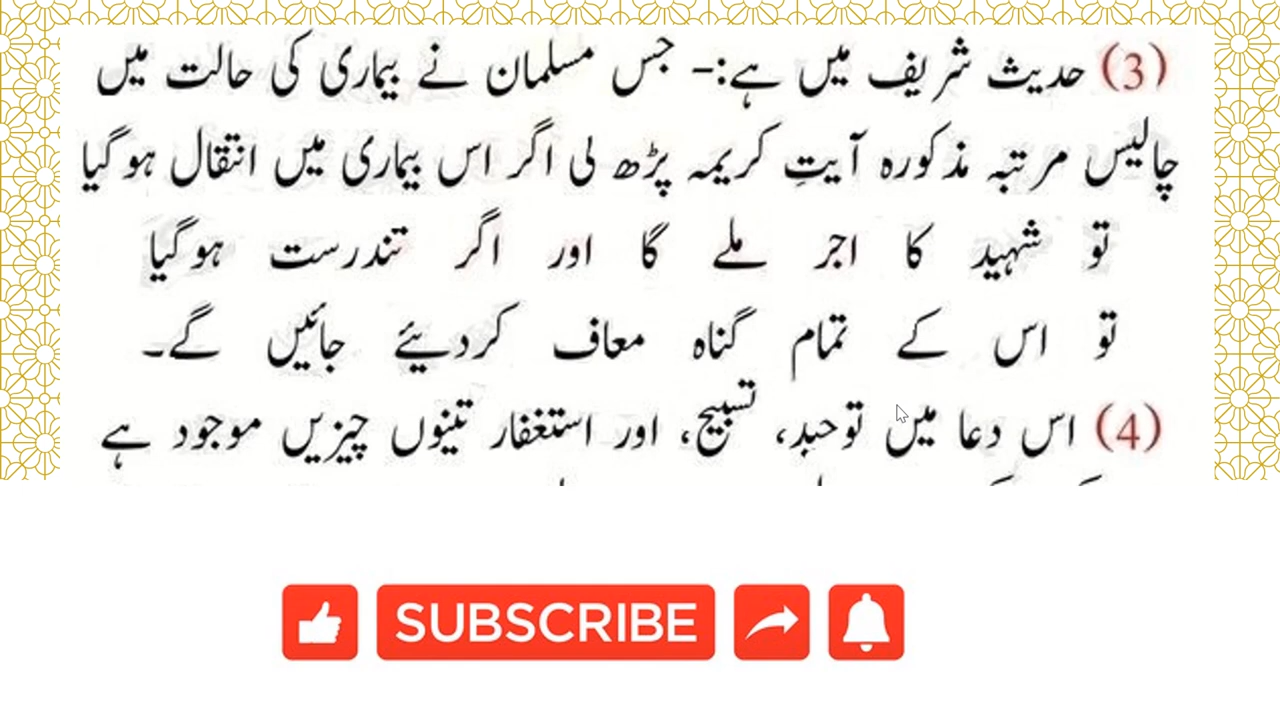 (3) حدیث شریف میں ہے:- جس مسلمان نے بیماری کی حالت میں
چالیس مرتبہ مذکورہ آیتِ کریمہ پڑھ لی اگر اس بیماری میں انتقال ہوگیا
تو شہید کا اجر ملے گا اور اگر تندرست ہوگیا
تو اس کے تمام گناہ معاف کردیئے جائیں گے۔
(4) اس دعا میں توحید، تسبیح، اور استغفار تینوں چیزیں موجود ہے
SUBSCRIBE